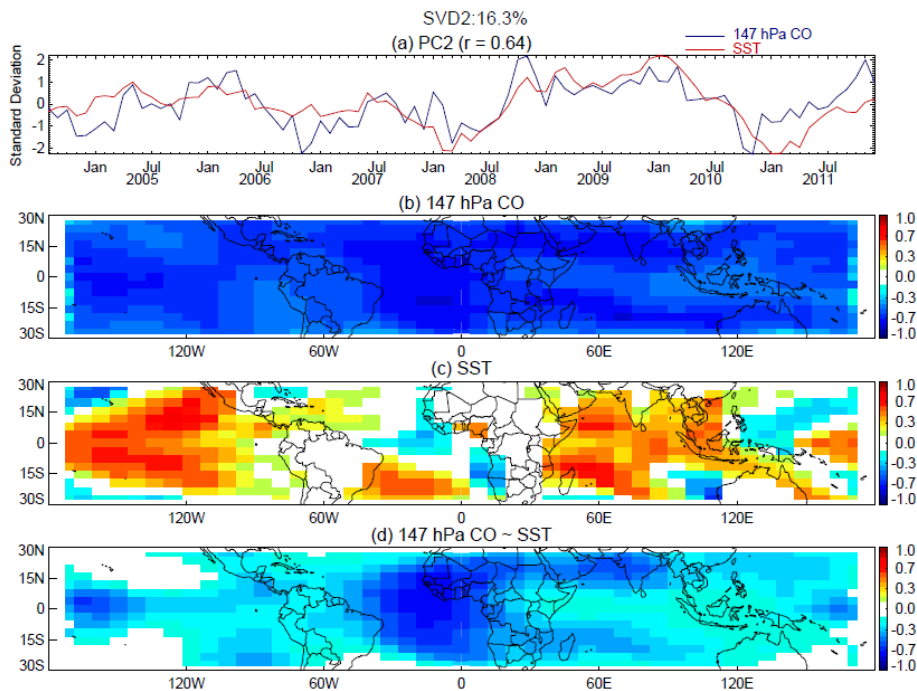 SVD2:16.3%
(a) PC2 (r = 0.64)
147 hPa CO
SST
Standard Deviation
2
1
0
-1
-2
Jan Jul Jan Jul Jan Jul Jan Jul Jan Jul Jan Jul Jan Jul
2005 2006 2007 2008 2009 2010 2011
(b) 147 hPa CO
30N
15N
0
15S
30S
120W 60W 0 60E 120E
1.0
0.7
0.3
0.0
-0.3
-0.7
-1.0
(c) SST
30N
15N
0
15S
30S
120W 60W 0 60E 120E
1.0
0.7
0.3
0.0
-0.3
-0.7
-1.0
(d) 147 hPa CO ~ SST
30N
15N
0
15S
30S
120W 60W 0 60E 120E
1.0
0.7
0.3
0.0
-0.3
-0.7
-1.0